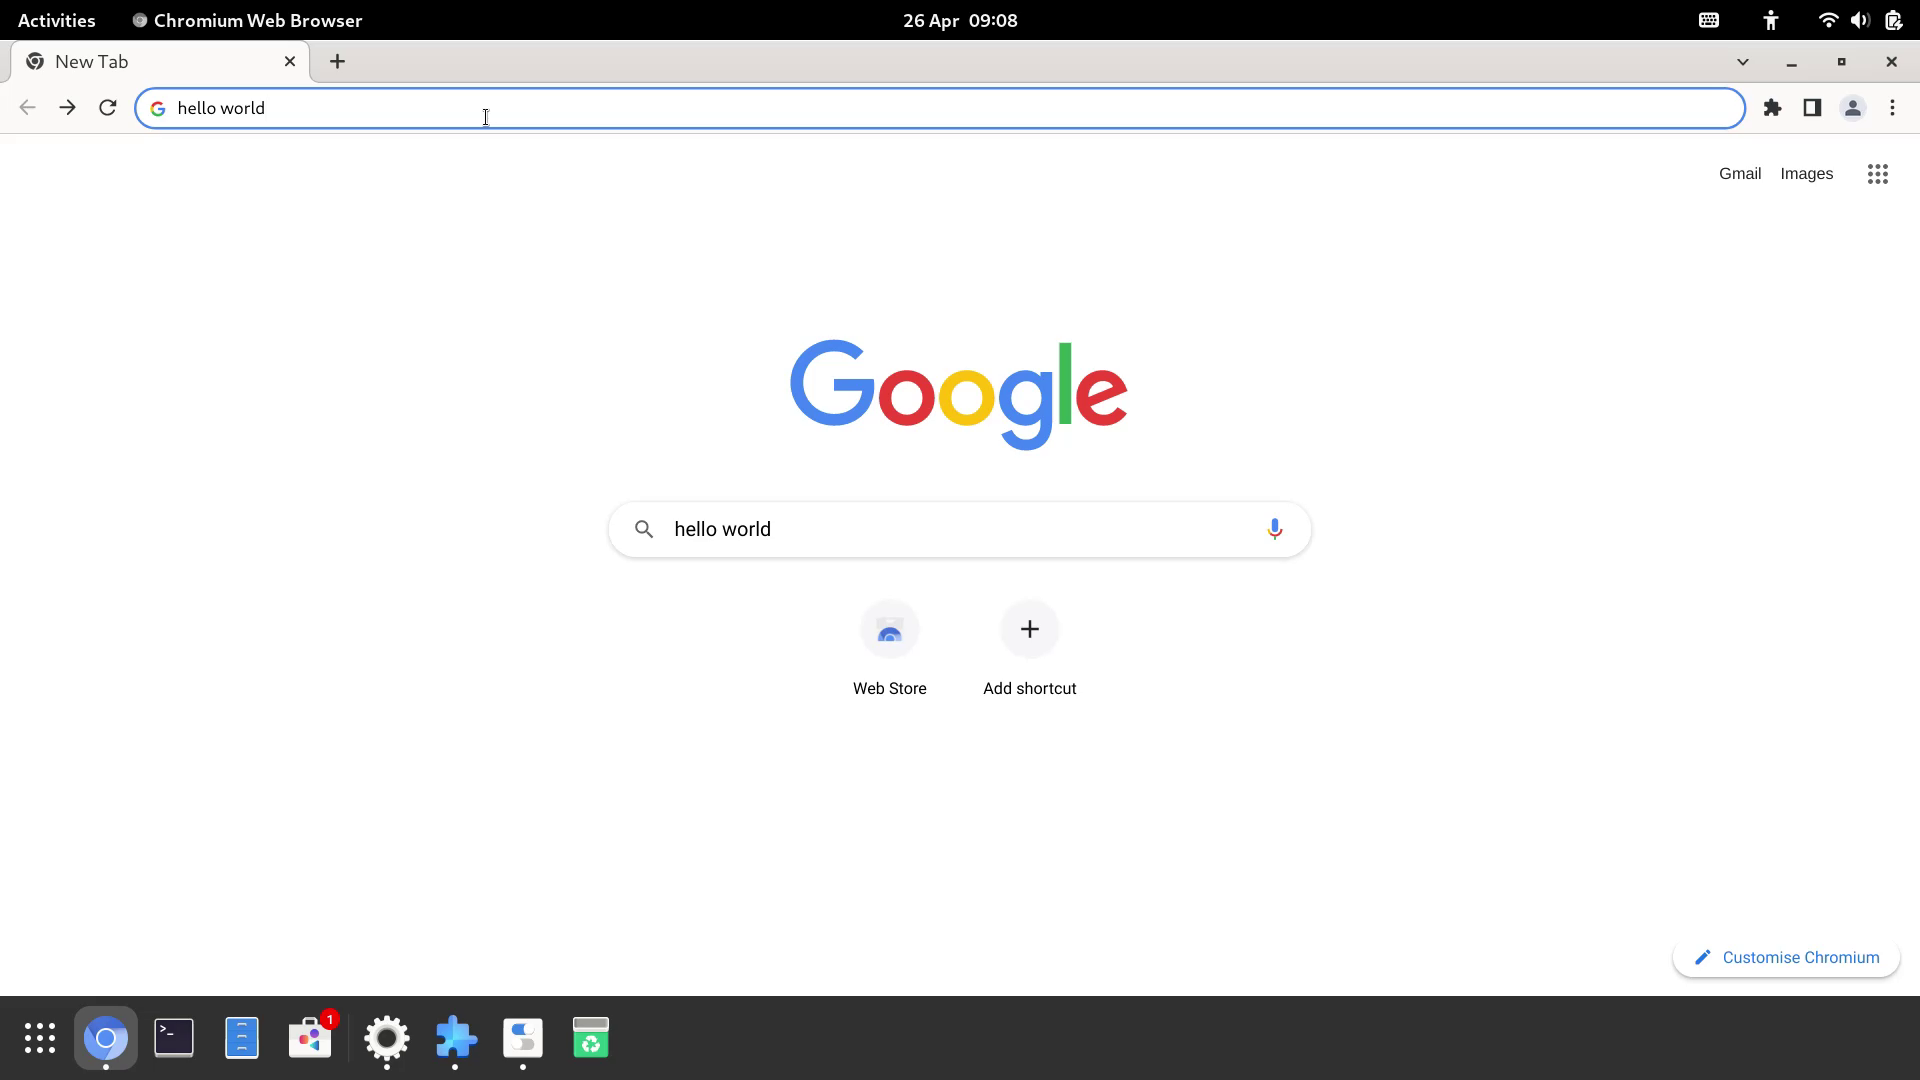 Activities Chromium Web Browser 26 Apr 09:08
New Tab
hello world
Gmail Images
Google
hello world
Web Store Add shortcut
Customise Chromium
>_ 1